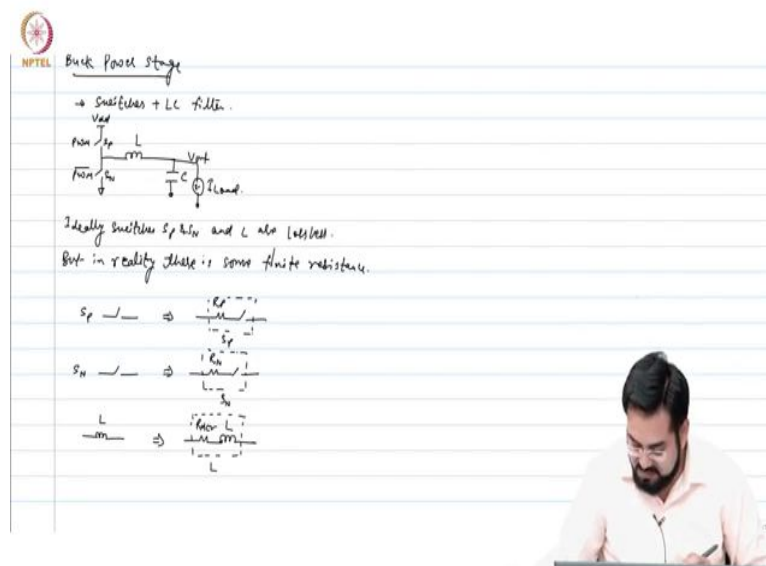 NPTEL
Buck Power Stage
→ Switches + LC filter.
Vdd
PWM Sp L Vout
PWM SN C ILoad.
Ideally switches Sp & SN and L are lossless.
But in reality there is some finite resistance.
Sp ⇒ Rp
Sp
SN ⇒ RN
SN
L ⇒ RDCR L
L